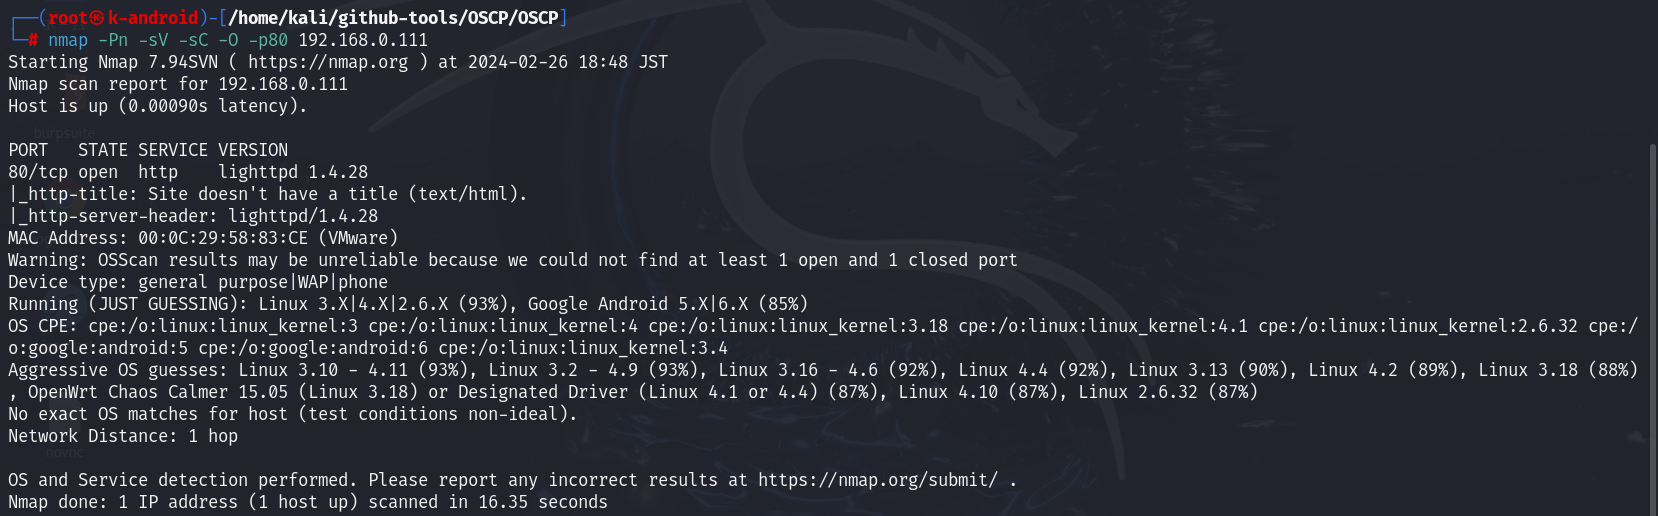 ┌──(root㉿k-android)-[/home/kali/github-tools/OSCP/OSCP]
└─# nmap -Pn -sV -sC -O -p80 192.168.0.111
Starting Nmap 7.94SVN ( https://nmap.org ) at 2024-02-26 18:48 JST
Nmap scan report for 192.168.0.111
Host is up (0.00090s latency).
burpsuite
PORT   STATE SERVICE VERSION
80/tcp open  http    lighttpd 1.4.28
|_http-title: Site doesn't have a title (text/html).
|_http-server-header: lighttpd/1.4.28
MAC Address: 00:0C:29:58:83:CE (VMware)
Warning: OSScan results may be unreliable because we could not find at least 1 open and 1 closed port
Device type: general purpose|WAP|phone
Running (JUST GUESSING): Linux 3.X|4.X|2.6.X (93%), Google Android 5.X|6.X (85%)
OS CPE: cpe:/o:linux:linux_kernel:3 cpe:/o:linux:linux_kernel:4 cpe:/o:linux:linux_kernel:3.18 cpe:/o:linux:linux_kernel:4.1 cpe:/o:linux:linux_kernel:2.6.32 cpe:/
o:google:android:5 cpe:/o:google:android:6 cpe:/o:linux:linux_kernel:3.4
Aggressive OS guesses: Linux 3.10 - 4.11 (93%), Linux 3.2 - 4.9 (93%), Linux 3.16 - 4.6 (92%), Linux 4.4 (92%), Linux 3.13 (90%), Linux 4.2 (89%), Linux 3.18 (88%)
, OpenWrt Chaos Calmer 15.05 (Linux 3.18) or Designated Driver (Linux 4.1 or 4.4) (87%), Linux 4.10 (87%), Linux 2.6.32 (87%)
No exact OS matches for host (test conditions non-ideal).
Network Distance: 1 hop
hovnc
OS and Service detection performed. Please report any incorrect results at https://nmap.org/submit/ .
Nmap done: 1 IP address (1 host up) scanned in 16.35 seconds